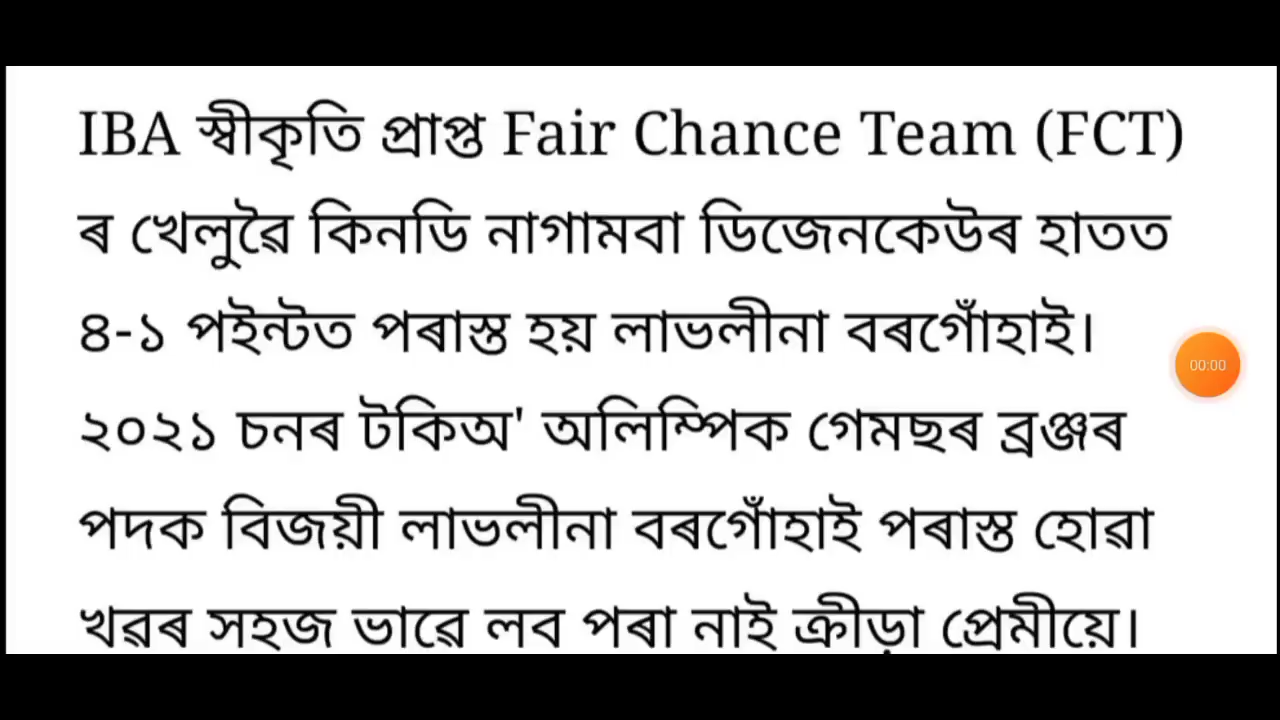 IBA স্বীকৃতি প্ৰাপ্ত Fair Chance Team (FCT)
ৰ খেলুৱৈ কিনডি নাগামবা ডিজেনকেউৰ হাতত
৪-১ পইন্টত পৰাস্ত হয় লাভলীনা বৰগোঁহাই।
২০২১ চনৰ টকিঅ' অলিম্পিক গেমছৰ ব্ৰঞ্জৰ
পদক বিজয়ী লাভলীনা বৰগোঁহাই পৰাস্ত হোৱা
খৱৰ সহজ ভাৱে লব পৰা নাই ক্ৰীড়া প্ৰেমীয়ে।
00:00